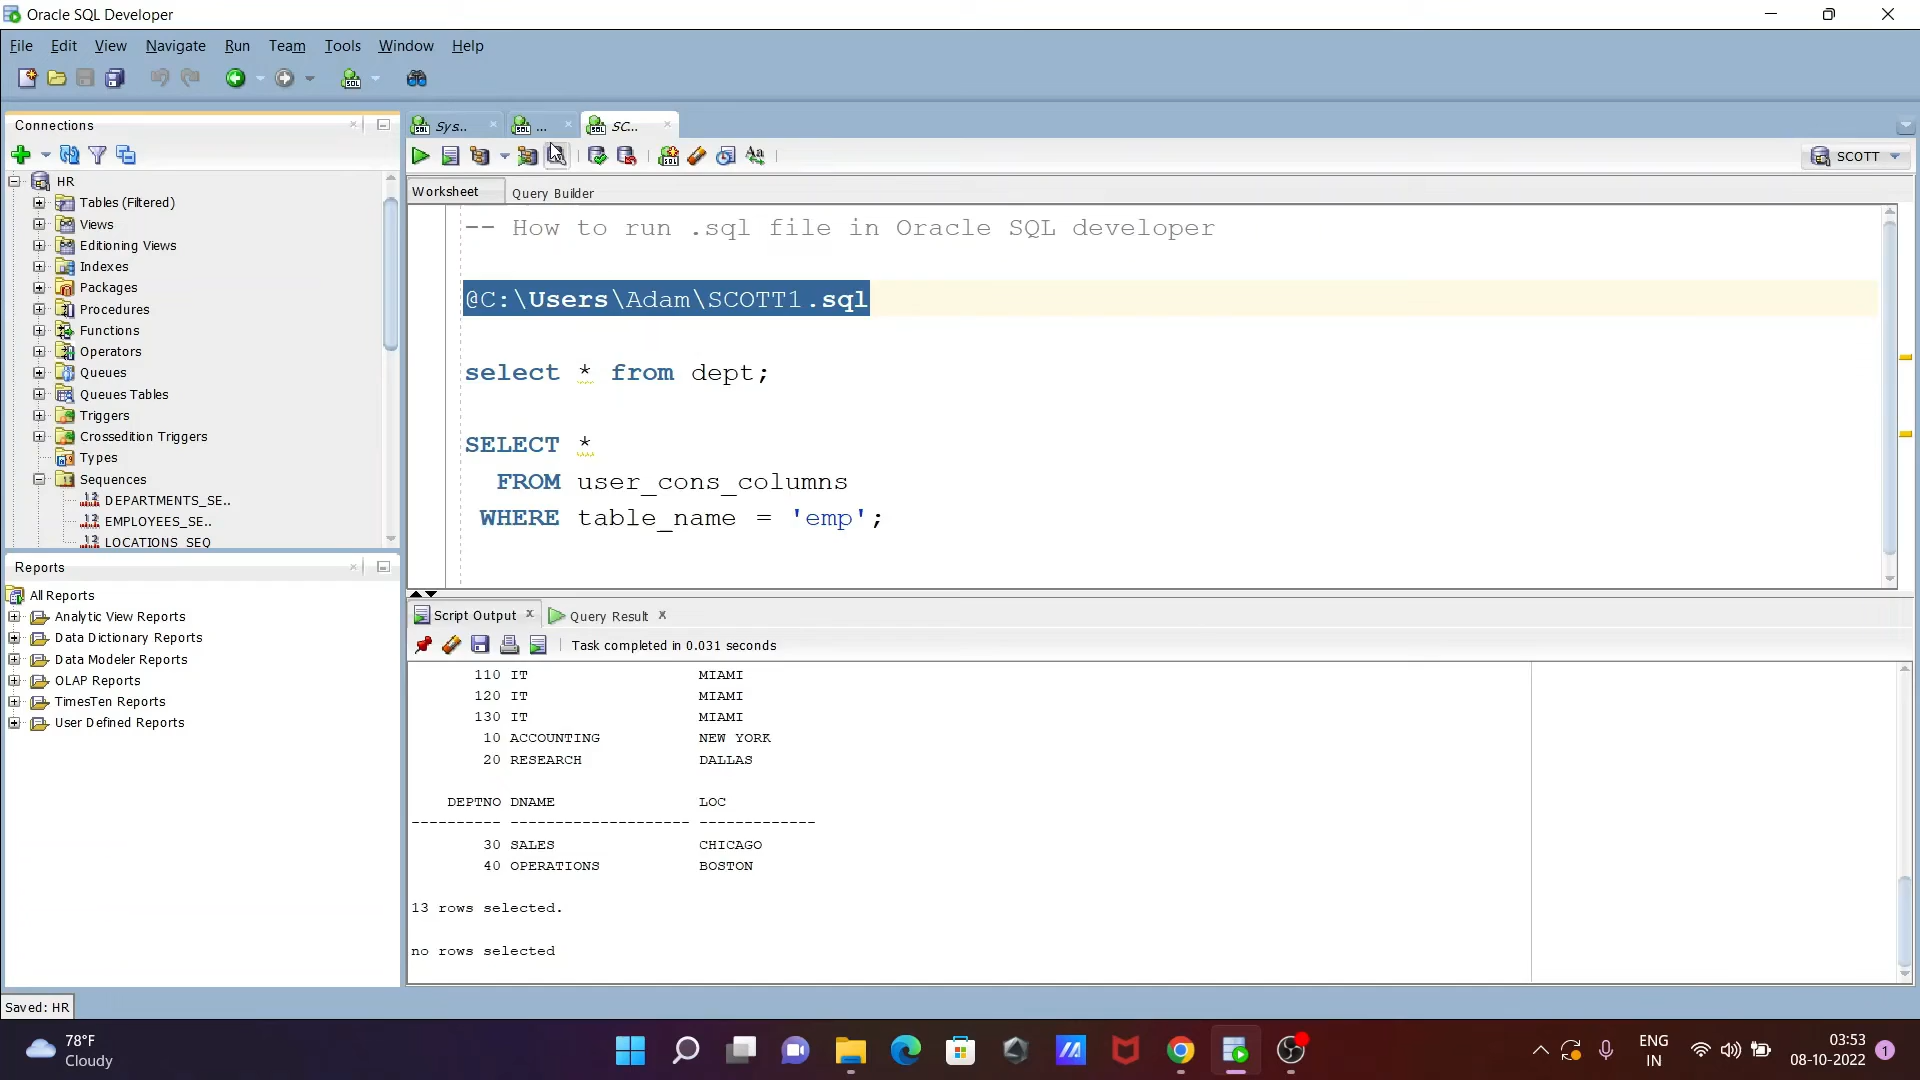 Oracle SQL Developer
File Edit View Navigate Run Team Tools Window Help
Connections
HR
Tables (Filtered)
Views
Editioning Views
Indexes
Packages
Procedures
Functions
Operators
Queues
Queues Tables
Triggers
Crossedition Triggers
Types
Sequences
DEPARTMENTS_SE..
EMPLOYEES_SE..
LOCATIONS_SEQ
Reports
All Reports
Analytic View Reports
Data Dictionary Reports
Data Modeler Reports
OLAP Reports
TimesTen Reports
User Defined Reports
Sys.. ... SC...
SCOTT
Worksheet Query Builder
-- How to run .sql file in Oracle SQL developer
@C:\Users\Adam\SCOTT1.sql
select * from dept;
SELECT *
FROM user_cons_columns
WHERE table_name = 'emp';
Script Output Query Result
Task completed in 0.031 seconds
110 IT MIAMI
120 IT MIAMI
130 IT MIAMI
10 ACCOUNTING NEW YORK
20 RESEARCH DALLAS
DEPTNO DNAME LOC
---------- -------------------- -------------
30 SALES CHICAGO
40 OPERATIONS BOSTON
13 rows selected.
no rows selected
Saved: HR
78°F
Cloudy
ENG
IN
03:53
08-10-2022
1